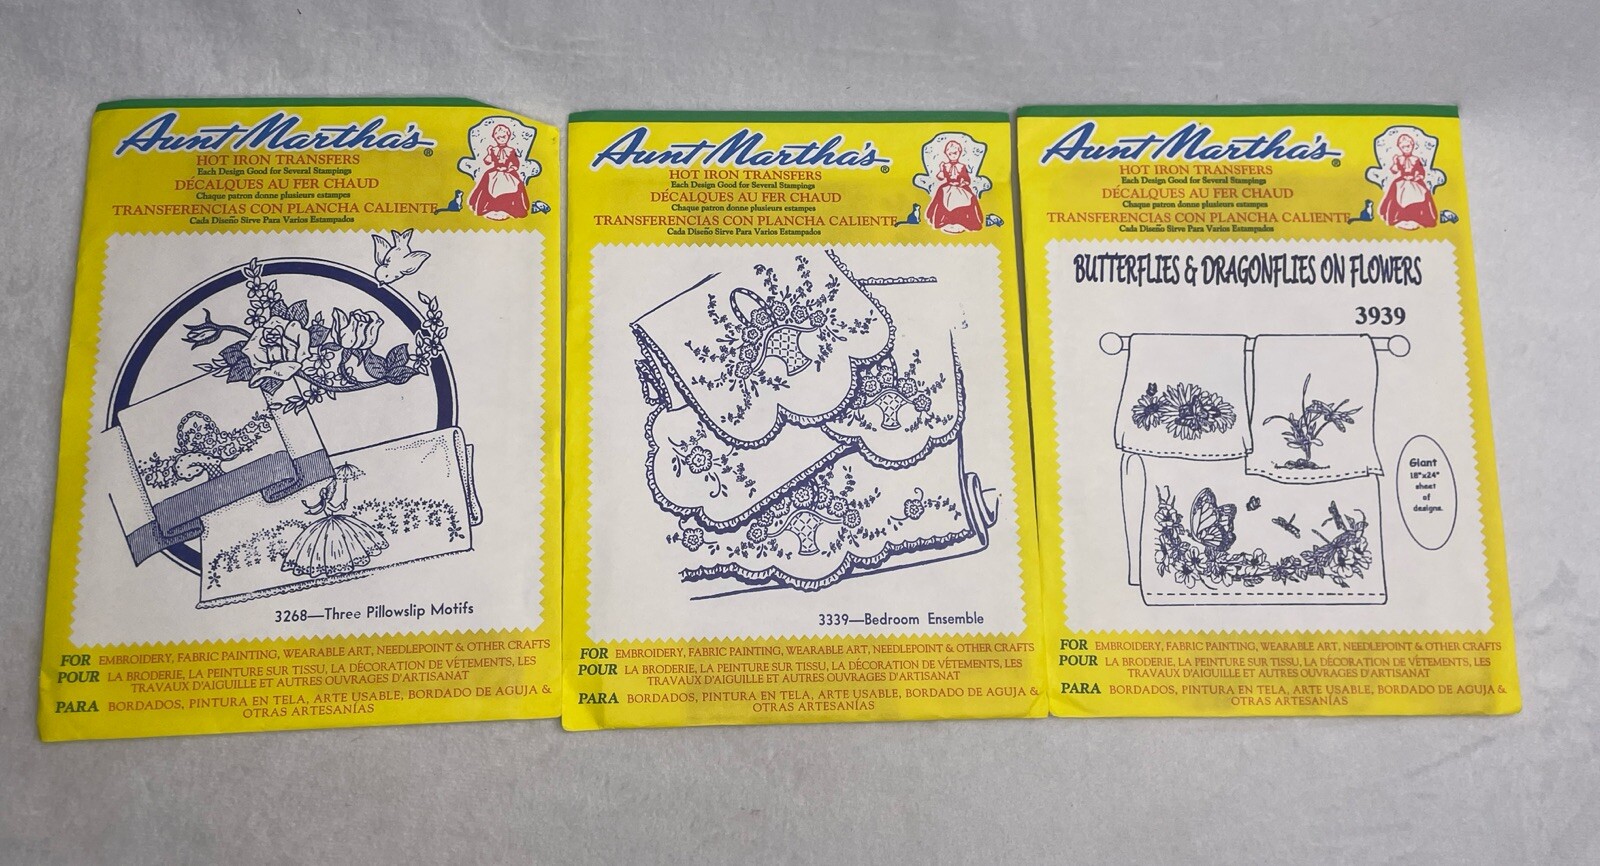 Aunt Martha's®
HOT IRON TRANSFERS
Each Design Good for Several Stampings
DÉCALQUES AU FER CHAUD
Chaque patron donne plusieurs estampes
TRANSFERENCIAS CON PLANCHA CALIENTE
Cada Diseño Sirve Para Varios Estampados
3268—Three Pillowslip Motifs
FOR EMBROIDERY, FABRIC PAINTING, WEARABLE ART, NEEDLEPOINT & OTHER CRAFTS
POUR LA BRODERIE, LA PEINTURE SUR TISSU, LA DÉCORATION DE VÉTEMENTS, LES
TRAVAUX D'AIGUILLE ET AUTRES OUVRAGES D'ARTISANAT
PARA BORDADOS, PINTURA EN TELA, ARTE USABLE, BORDADO DE AGUJA &
OTRAS ARTESANÍAS
Aunt Martha's®
HOT IRON TRANSFERS
Each Design Good for Several Stampings
DÉCALQUES AU FER CHAUD
Chaque patron donne plusieurs estampes
TRANSFERENCIAS CON PLANCHA CALIENTE
Cada Diseño Sirve Para Varios Estampados
3339—Bedroom Ensemble
FOR EMBROIDERY, FABRIC PAINTING, WEARABLE ART, NEEDLEPOINT & OTHER CRAFTS
POUR LA BRODERIE, LA PEINTURE SUR TISSU, LA DÉCORATION DE VÉTEMENTS, LES
TRAVAUX D'AIGUILLE ET AUTRES OUVRAGES D'ARTISANAT
PARA BORDADOS, PINTURA EN TELA, ARTE USABLE, BORDADO DE AGUJA &
OTRAS ARTESANÍAS
Aunt Martha's®
HOT IRON TRANSFERS
Each Design Good for Several Stampings
DÉCALQUES AU FER CHAUD
Chaque patron donne plusieurs estampes
TRANSFERENCIAS CON PLANCHA CALIENTE
Cada Diseño Sirve Para Varios Estampados
BUTTERFLIES & DRAGONFLIES ON FLOWERS
3939
Giant
18"x24"
sheet
of
designs.
FOR EMBROIDERY, FABRIC PAINTING, WEARABLE ART, NEEDLEPOINT & OTHER CRAFTS
POUR LA BRODERIE, LA PEINTURE SUR TISSU, LA DÉCORATION DE VÉTEMENTS, LES
TRAVAUX D'AIGUILLE ET AUTRES OUVRAGES D'ARTISANAT
PARA BORDADOS, PINTURA EN TELA, ARTE USABLE, BORDADO DE AGUJA &
OTRAS ARTESANÍAS